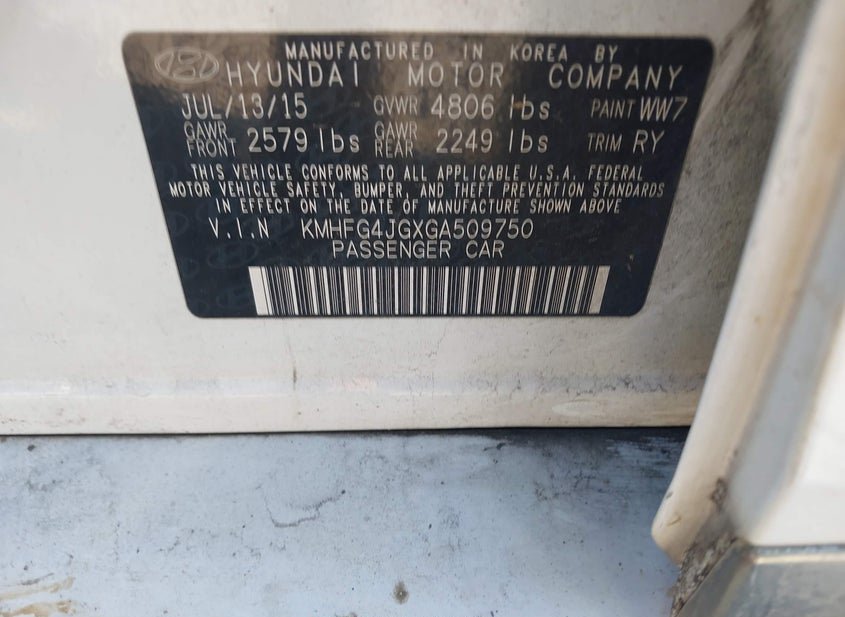 MANUFACTURED IN KOREA BY
HYUNDAI MOTOR COMPANY
JUL/13/15 GVWR 4806 lbs PAINT WW7
GAWR FRONT 2579 lbs GAWR REAR 2249 lbs TRIM RY
THIS VEHICLE CONFORMS TO ALL APPLICABLE U.S.A. FEDERAL
MOTOR VEHICLE SAFETY, BUMPER, AND THEFT PREVENTION STANDARDS
IN EFFECT ON THE DATE OF MANUFACTURE SHOWN ABOVE
V.I.N KMHFG4JGXGA509750
PASSENGER CAR